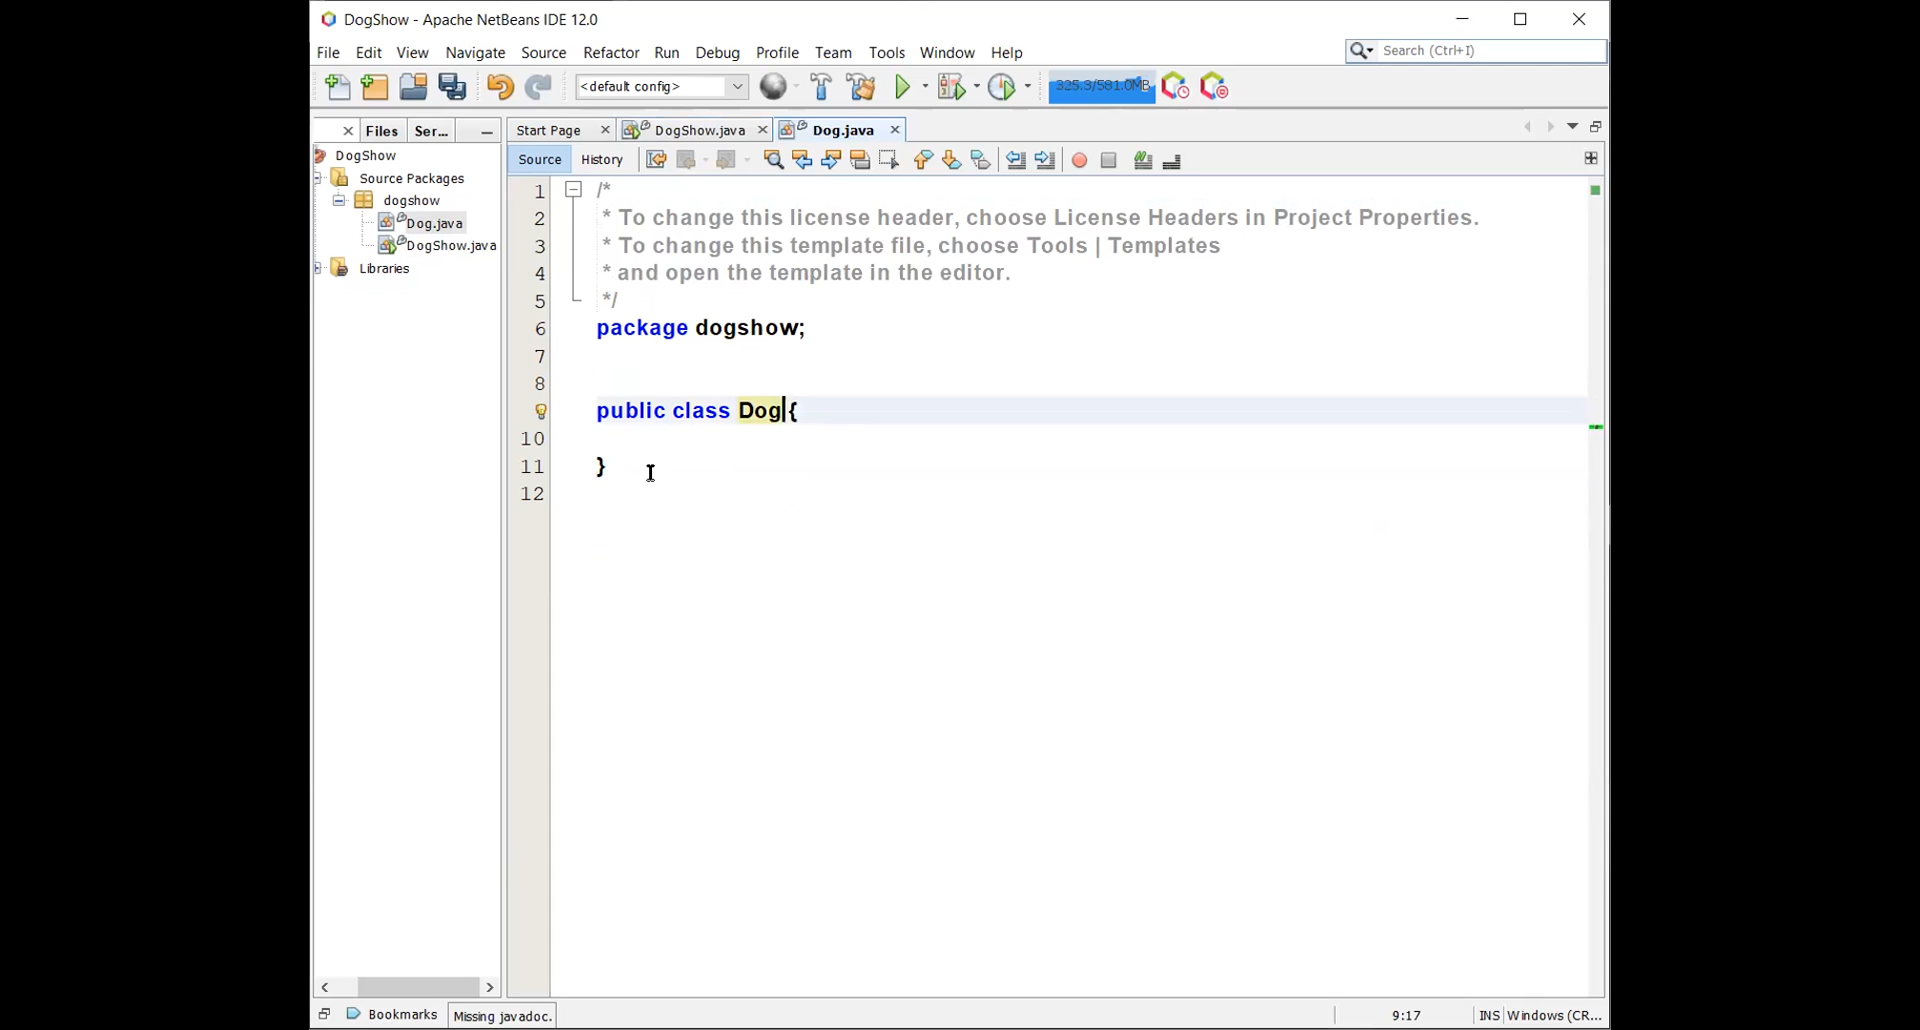 DogShow - Apache NetBeans IDE 12.0
File Edit View Navigate Source Refactor Run Debug Profile Team Tools Window Help
Search (Ctrl+I)
<default config>
325.3/581.0MB
Files Ser...
Start Page DogShow.java Dog.java
DogShow
Source Packages
dogshow
Dog.java
DogShow.java
Libraries
Source History
1 /*
2 * To change this license header, choose License Headers in Project Properties.
3 * To change this template file, choose Tools | Templates
4 * and open the template in the editor.
5 */
6 package dogshow;
7
8
public class Dog {
10
11 }
12
Bookmarks Missing javadoc. 9:17 INS Windows (CR...